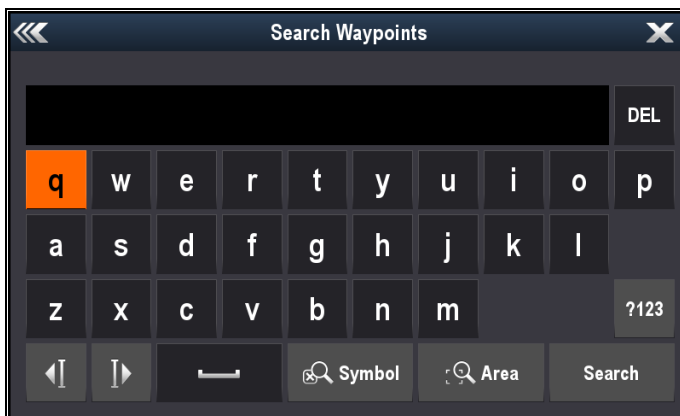 Search Waypoints
DEL
q w e r t y u i o p
a s d f g h j k l
z x c v b n m ?123
Symbol Area Search